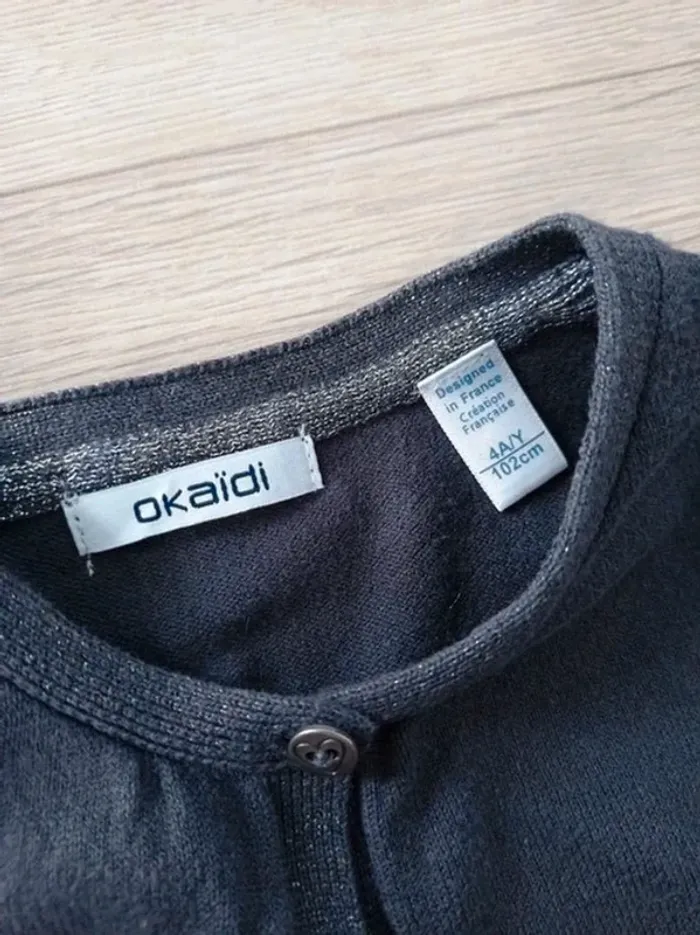 okaïdi
Designed
in France
Création
Française
4A/Y
102cm